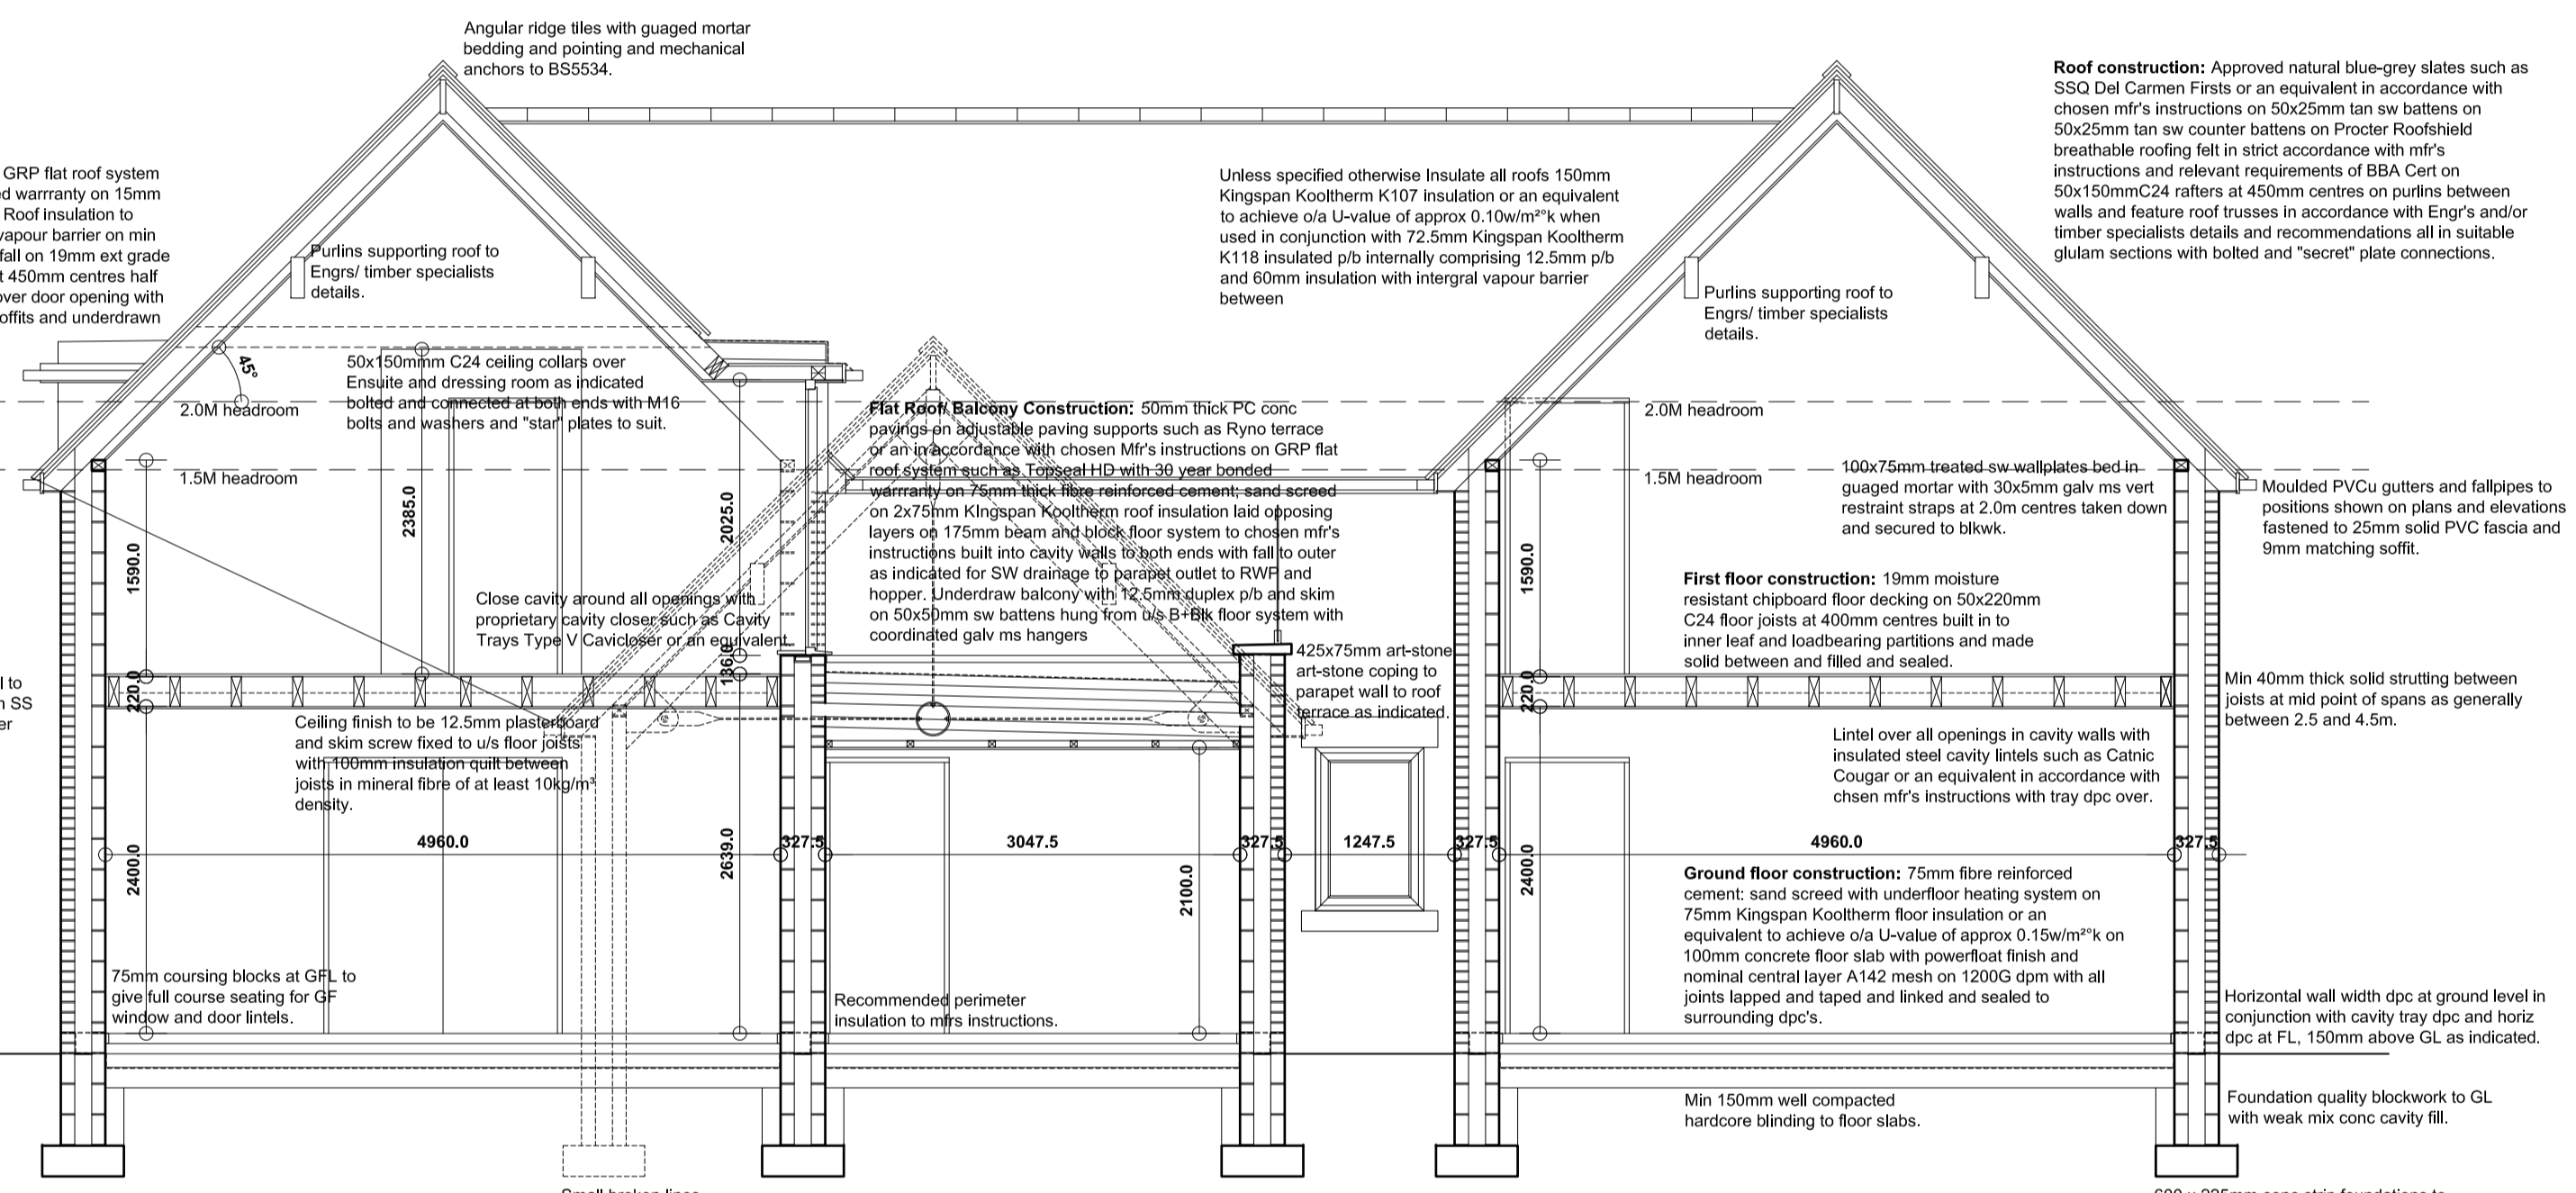 Angular ridge tiles with guaged mortar
bedding and pointing and mechanical
anchors to BS5534.
GRP flat roof system
ed warrranty on 15mm
Roof insulation to
vapour barrier on min
fall on 19mm ext grade
t 450mm centres half
over door opening with
offits and underdrawn
Purlins supporting roof to
Engrs/ timber specialists
details.
45°
50x150mmm C24 ceiling collars over
Ensuite and dressing room as indicated
bolted and connected at both ends with M16
bolts and washers and "star" plates to suit.
2.0M headroom
1.5M headroom
Unless specified otherwise Insulate all roofs 150mm
Kingspan Kooltherm K107 insulation or an equivalent
to achieve o/a U-value of approx 0.10w/m²°k when
used in conjunction with 72.5mm Kingspan Kooltherm
K118 insulated p/b internally comprising 12.5mm p/b
and 60mm insulation with intergral vapour barrier
between
Roof construction: Approved natural blue-grey slates such as
SSQ Del Carmen Firsts or an equivalent in accordance with
chosen mfr's instructions on 50x25mm tan sw battens on
50x25mm tan sw counter battens on Procter Roofshield
breathable roofing felt in strict accordance with mfr's
instructions and relevant requirements of BBA Cert on
50x150mmC24 rafters at 450mm centres on purlins between
walls and feature roof trusses in accordance with Engr's and/or
timber specialists details and recommendations all in suitable
glulam sections with bolted and "secret" plate connections.
Purlins supporting roof to
Engrs/ timber specialists
details.
Flat Roof/ Balcony Construction: 50mm thick PC conc
pavings on adjustable paving supports such as Ryno terrace
or an in accordance with chosen Mfr's instructions on GRP flat
roof system such as Topseal HD with 30 year bonded
warrranty on 75mm thick fibre reinforced cement; sand screed
on 2x75mm KIngspan Kooltherm roof insulation laid opposing
layers on 175mm beam and block floor system to chosen mfr's
instructions built into cavity walls to both ends with fall to outer
as indicated for SW drainage to parapet outlet to RWP and
hopper. Underdraw balcony with 12.5mm duplex p/b and skim
on 50x50mm sw battens hung from u/s B+Blk floor system with
coordinated galv ms hangers
2.0M headroom
1.5M headroom
100x75mm treated sw wallplates bed in
guaged mortar with 30x5mm galv ms vert
restraint straps at 2.0m centres taken down
and secured to blkwk.
Moulded PVCu gutters and fallpipes to
positions shown on plans and elevations
fastened to 25mm solid PVC fascia and
9mm matching soffit.
2385.0
2025.0
1590.0
1590.0
Close cavity around all openings with
proprietary cavity closer such as Cavity
Trays Type V Cavicloser or an equivalent.
First floor construction: 19mm moisture
resistant chipboard floor decking on 50x220mm
C24 floor joists at 400mm centres built in to
inner leaf and loadbearing partitions and made
solid between and filled and sealed.
136.0
220.0
220.0
425x75mm art-stone
art-stone coping to
parapet wall to roof
terrace as indicated.
l to
n SS
er
Min 40mm thick solid strutting between
joists at mid point of spans as generally
between 2.5 and 4.5m.
Ceiling finish to be 12.5mm plasterboard
and skim screw fixed to u/s floor joists
with 100mm insulation quilt between
joists in mineral fibre of at least 10kg/m³
density.
Lintel over all openings in cavity walls with
insulated steel cavity lintels such as Catnic
Cougar or an equivalent in accordance with
chsen mfr's instructions with tray dpc over.
4960.0
327.5
3047.5
327.5
1247.5
327.5
4960.0
327.5
2400.0
2639.0
2100.0
2400.0
Ground floor construction: 75mm fibre reinforced
cement: sand screed with underfloor heating system on
75mm Kingspan Kooltherm floor insulation or an
equivalent to achieve o/a U-value of approx 0.15w/m²°k on
100mm concrete floor slab with powerfloat finish and
nominal central layer A142 mesh on 1200G dpm with all
joints lapped and taped and linked and sealed to
surrounding dpc's.
75mm coursing blocks at GFL to
give full course seating for GF
window and door lintels.
Recommended perimeter
insulation to mfrs instructions.
Horizontal wall width dpc at ground level in
conjunction with cavity tray dpc and horiz
dpc at FL, 150mm above GL as indicated.
Min 150mm well compacted
hardcore blinding to floor slabs.
Foundation quality blockwork to GL
with weak mix conc cavity fill.
Small broken lines